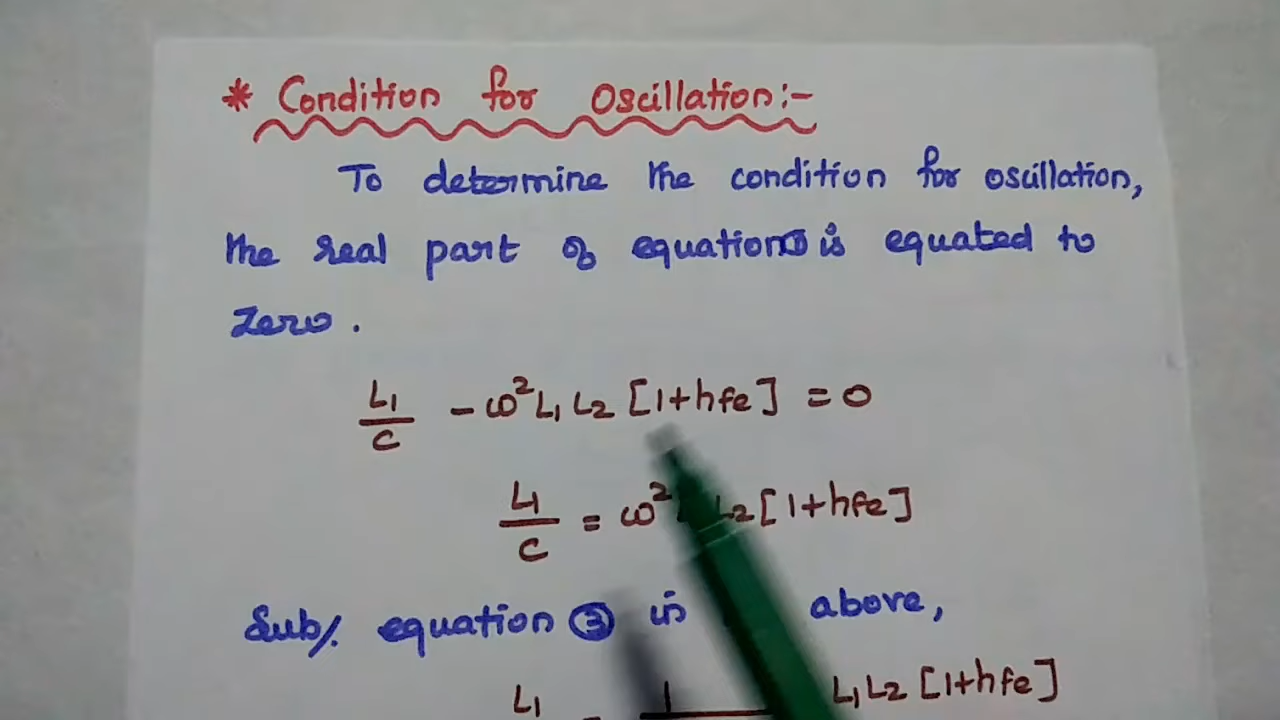 * Condition for Oscillation:-
To determine the condition for oscillation,
the real part of equation is equated to
Zero.
L1/C - ω²L1L2 [1+hfe] = 0
L1/C = ω² L2[1+hfe]
Sub/. equation ③ in above,
L1 = 1 L1L2 [1+hfe]